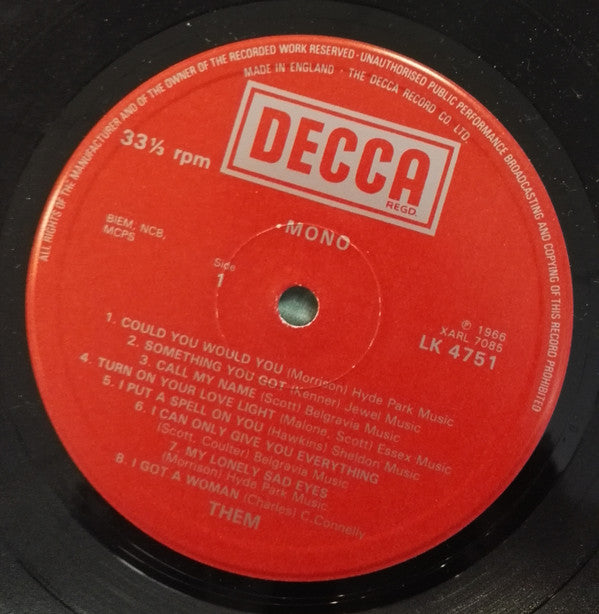 ALL RIGHTS OF THE MANUFACTURER AND OF THE OWNER OF THE RECORDED WORK RESERVED · UNAUTHORISED PUBLIC PERFORMANCE BROADCASTING AND COPYING OF THIS RECORD PROHIBITED
MADE IN ENGLAND · THE DECCA RECORD CO. LTD.
33⅓ rpm
DECCA
REGD.
MONO
BIEM, NCB,
MCPS
Side
1
℗ 1966
XARL 7086
LK 4751
1. COULD YOU WOULD YOU (Morrison) Hyde Park Music
2. SOMETHING YOU GOT (Kenner) Jewel Music
3. CALL MY NAME (Scott) Belgravia Music
4. TURN ON YOUR LOVE LIGHT (Malone, Scott) Essex Music
5. I PUT A SPELL ON YOU (Hawkins) Sheldon Music
6. I CAN ONLY GIVE YOU EVERYTHING
(Scott, Coulter) Belgravia Music
7. MY LONELY SAD EYES
(Morrison) Hyde Park Music
8. I GOT A WOMAN (Charles) C.Connelly
THEM